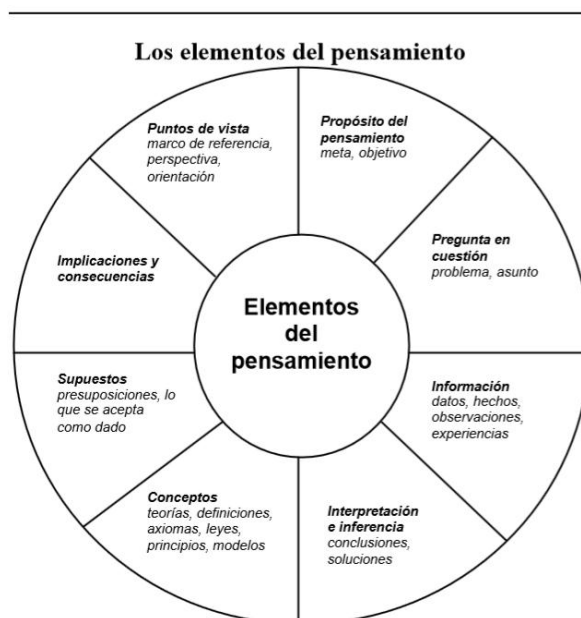 Los elementos del pensamiento
Propósito del
pensamiento
meta, objetivo
Pregunta en
cuestión
problema, asunto
Información
datos, hechos,
observaciones,
experiencias
Interpretación
e inferencia
conclusiones,
soluciones
Conceptos
teorías, definiciones,
axiomas, leyes,
principios, modelos
Supuestos
presuposiciones, lo
que se acepta
como dado
Implicaciones y
consecuencias
Puntos de vista
marco de referencia,
perspectiva,
orientación
Elementos
del
pensamiento